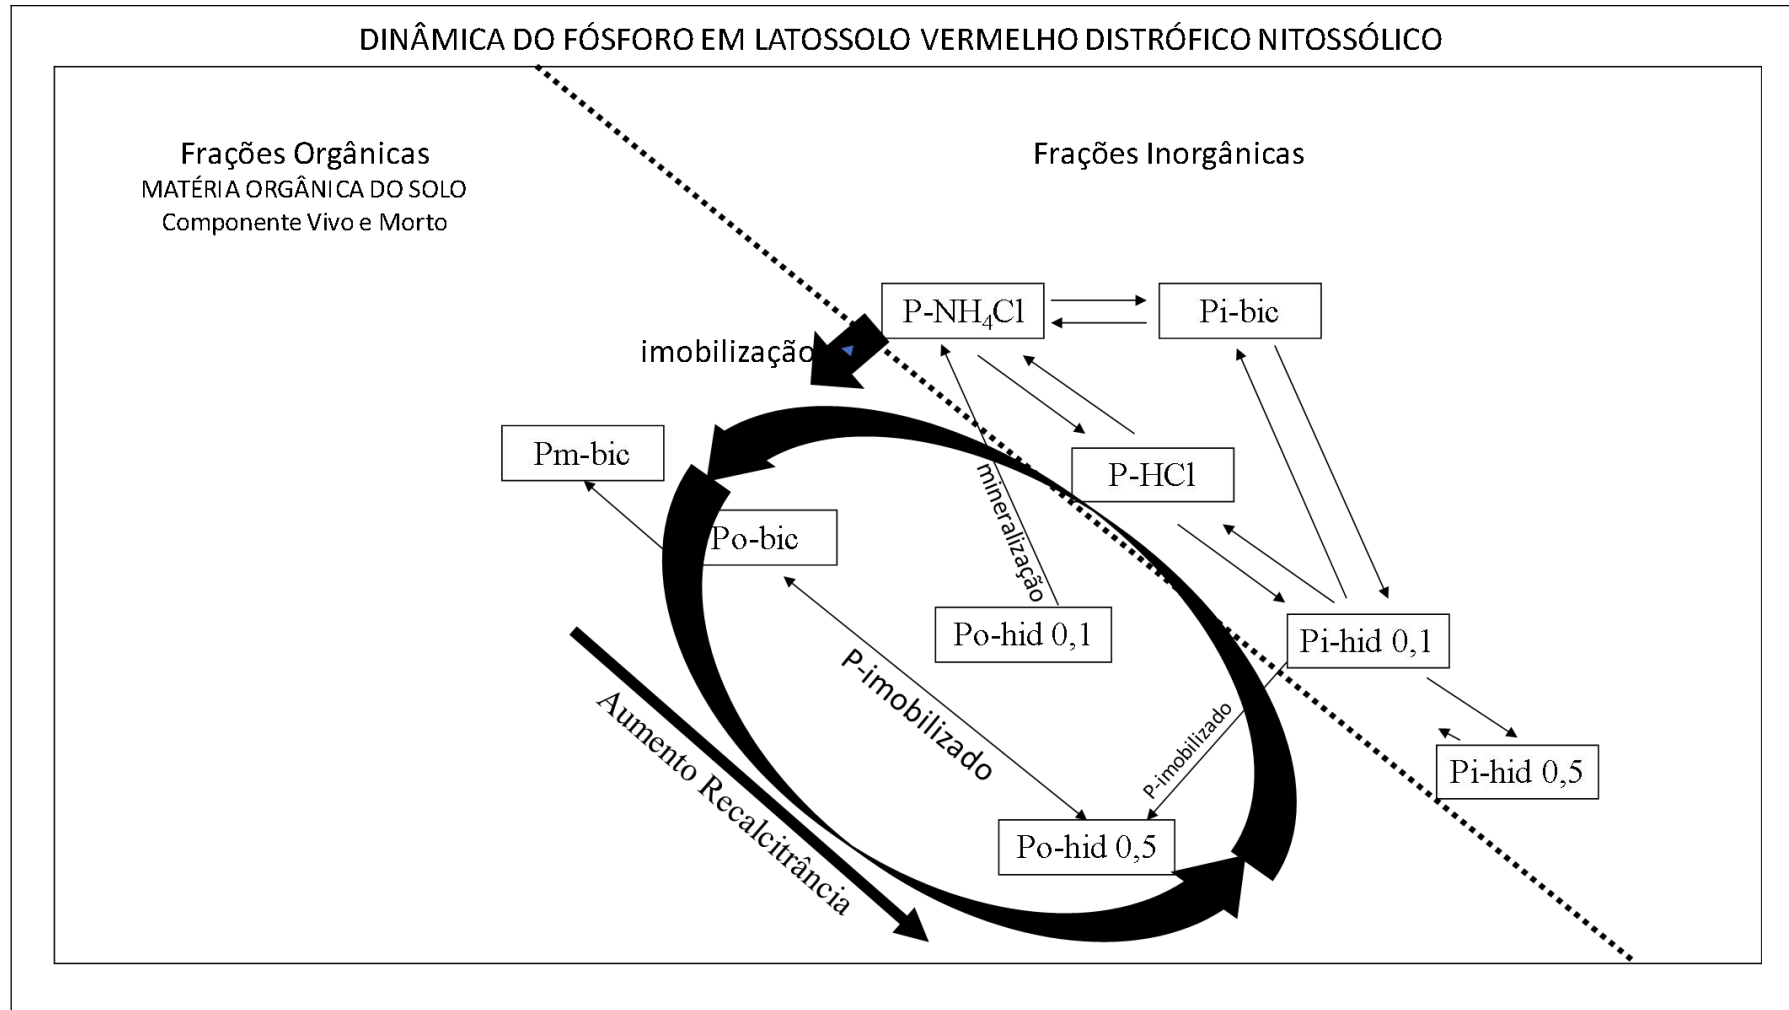 DINÂMICA DO FÓSFORO EM LATOSSOLO VERMELHO DISTRÓFICO NITOSSÓLICO
Frações Orgânicas
MATÉRIA ORGÂNICA DO SOLO
Componente Vivo e Morto
Frações Inorgânicas
P-NH₄Cl
Pi-bic
imobilização
Pm-bic
P-HCl
mineralização
Po-bic
Po-hid 0,1
Pi-hid 0,1
P-imobilizado
P-imobilizado
Pi-hid 0,5
Po-hid 0,5
Aumento Recalcitrância